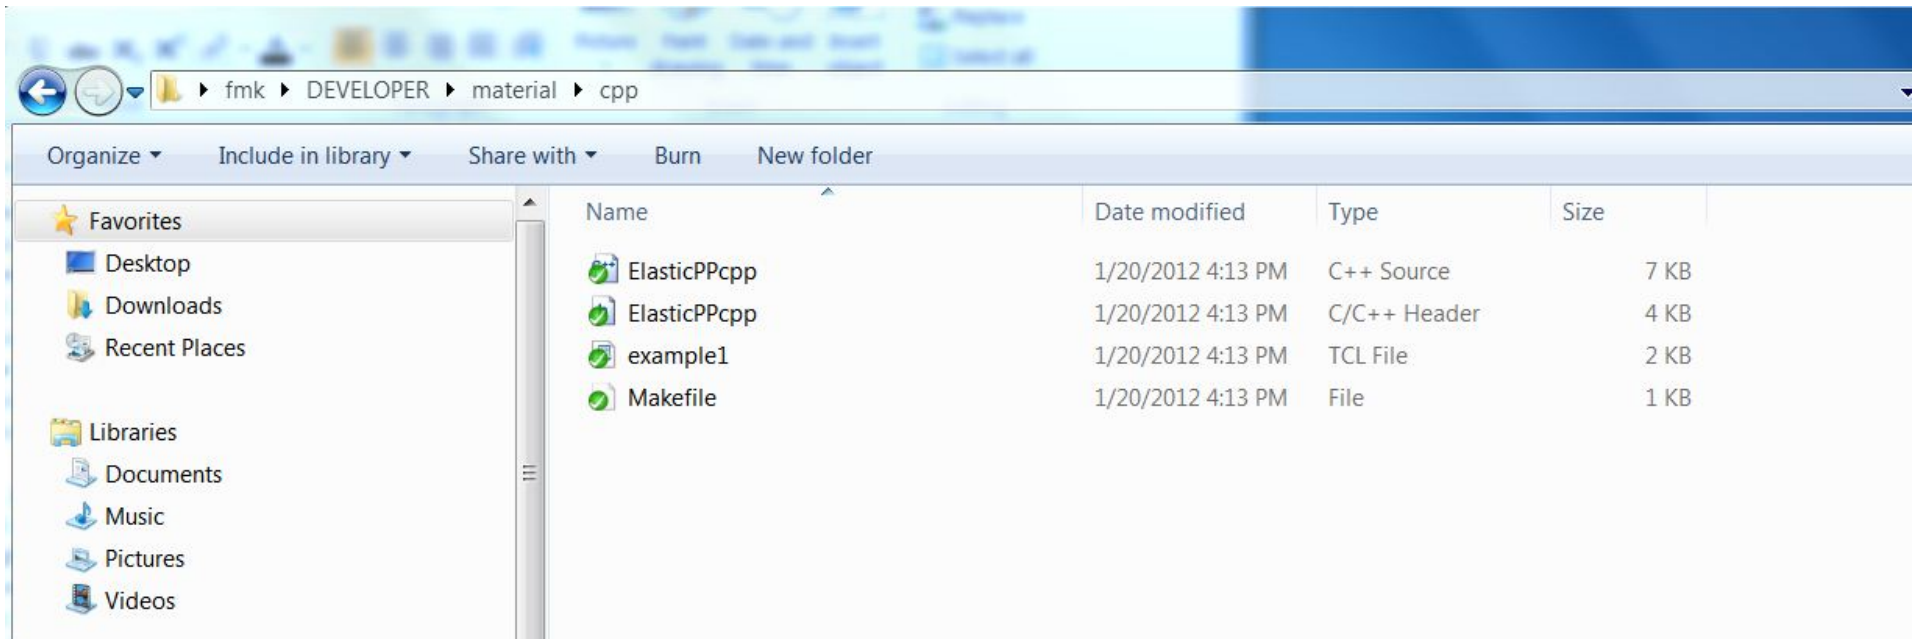 Replace
Select all
fmk DEVELOPER material cpp
Organize Include in library Share with Burn New folder
Name Date modified Type Size
Favorites
Desktop
Downloads
Recent Places
Libraries
Documents
Music
Pictures
Videos
ElasticPPcpp 1/20/2012 4:13 PM C++ Source 7 KB
ElasticPPcpp 1/20/2012 4:13 PM C/C++ Header 4 KB
example1 1/20/2012 4:13 PM TCL File 2 KB
Makefile 1/20/2012 4:13 PM File 1 KB